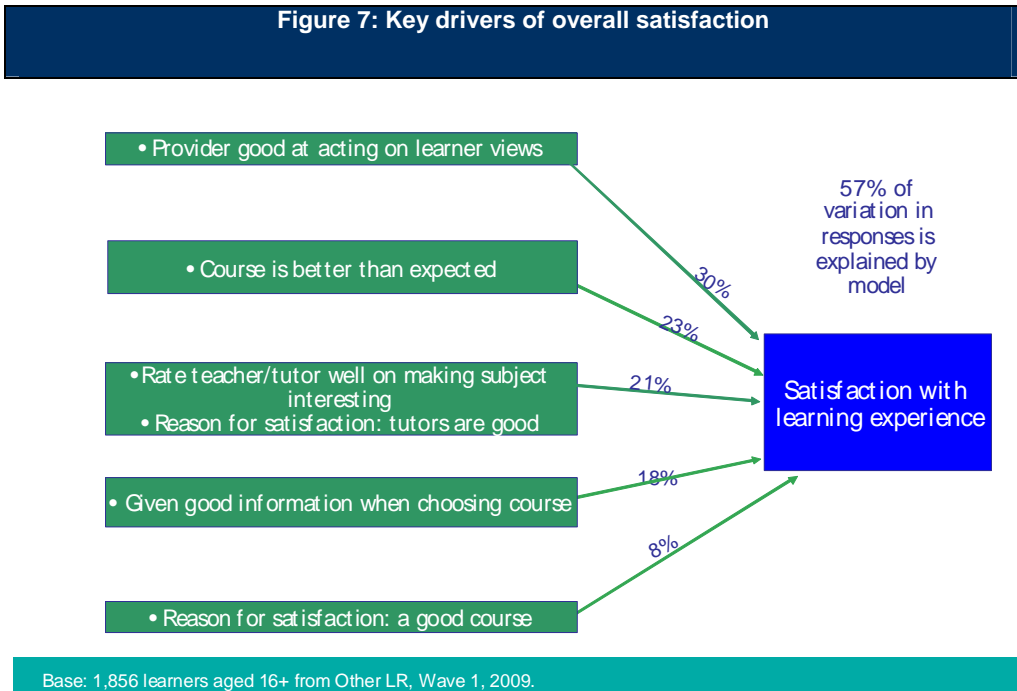 Figure 7: Key drivers of overall satisfaction
• Provider good at acting on learner views
57% of
variation in
responses is
explained by
model
• Course is better than expected
30%
23%
• Rate teacher/tutor well on making subject
interesting
• Reason for satisfaction: tutors are good
21%
Satisfaction with
learning experience
• Given good information when choosing course
18%
8%
• Reason for satisfaction: a good course
Base: 1,856 learners aged 16+ from Other LR, Wave 1, 2009.